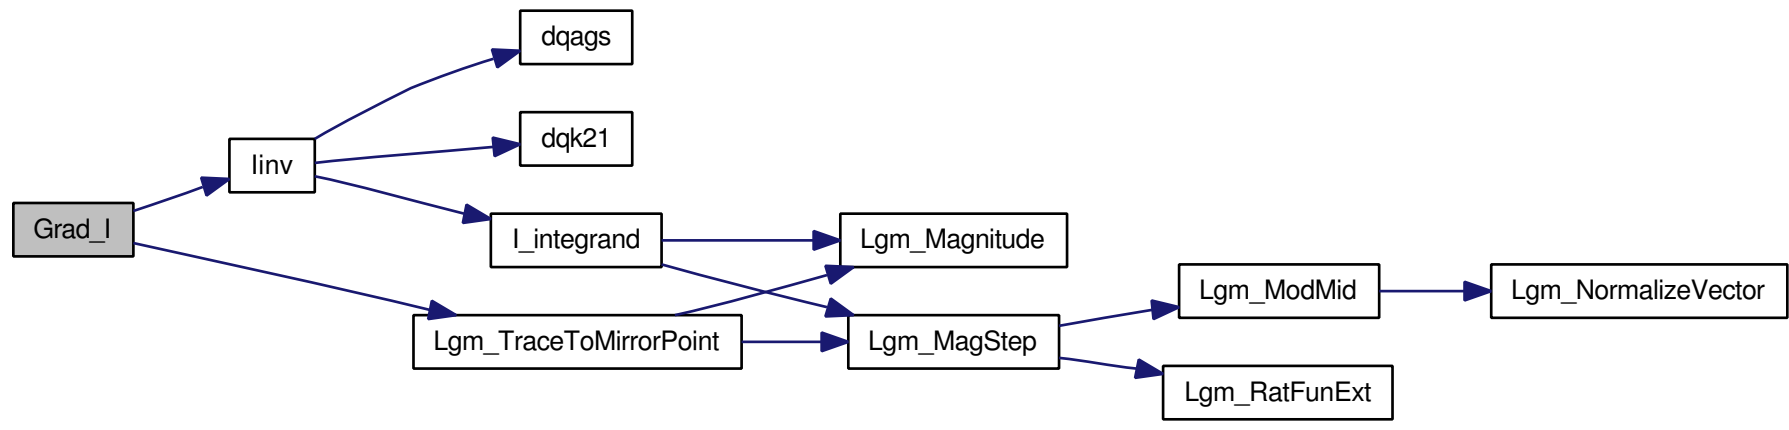 dqags
dqk21
Iinv
Grad_I
I_integrand
Lgm_Magnitude
Lgm_ModMid
Lgm_NormalizeVector
Lgm_TraceToMirrorPoint
Lgm_MagStep
Lgm_RatFunExt